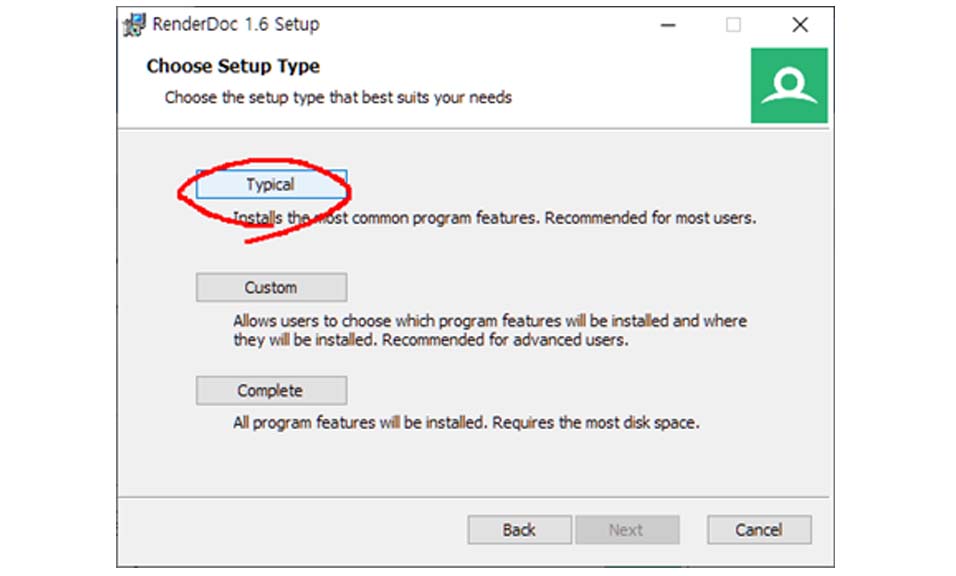 RenderDoc 1.6 Setup
Choose Setup Type
Choose the setup type that best suits your needs
Typical
Installs the most common program features. Recommended for most users.
Custom
Allows users to choose which program features will be installed and where
they will be installed. Recommended for advanced users.
Complete
All program features will be installed. Requires the most disk space.
Back
Next
Cancel